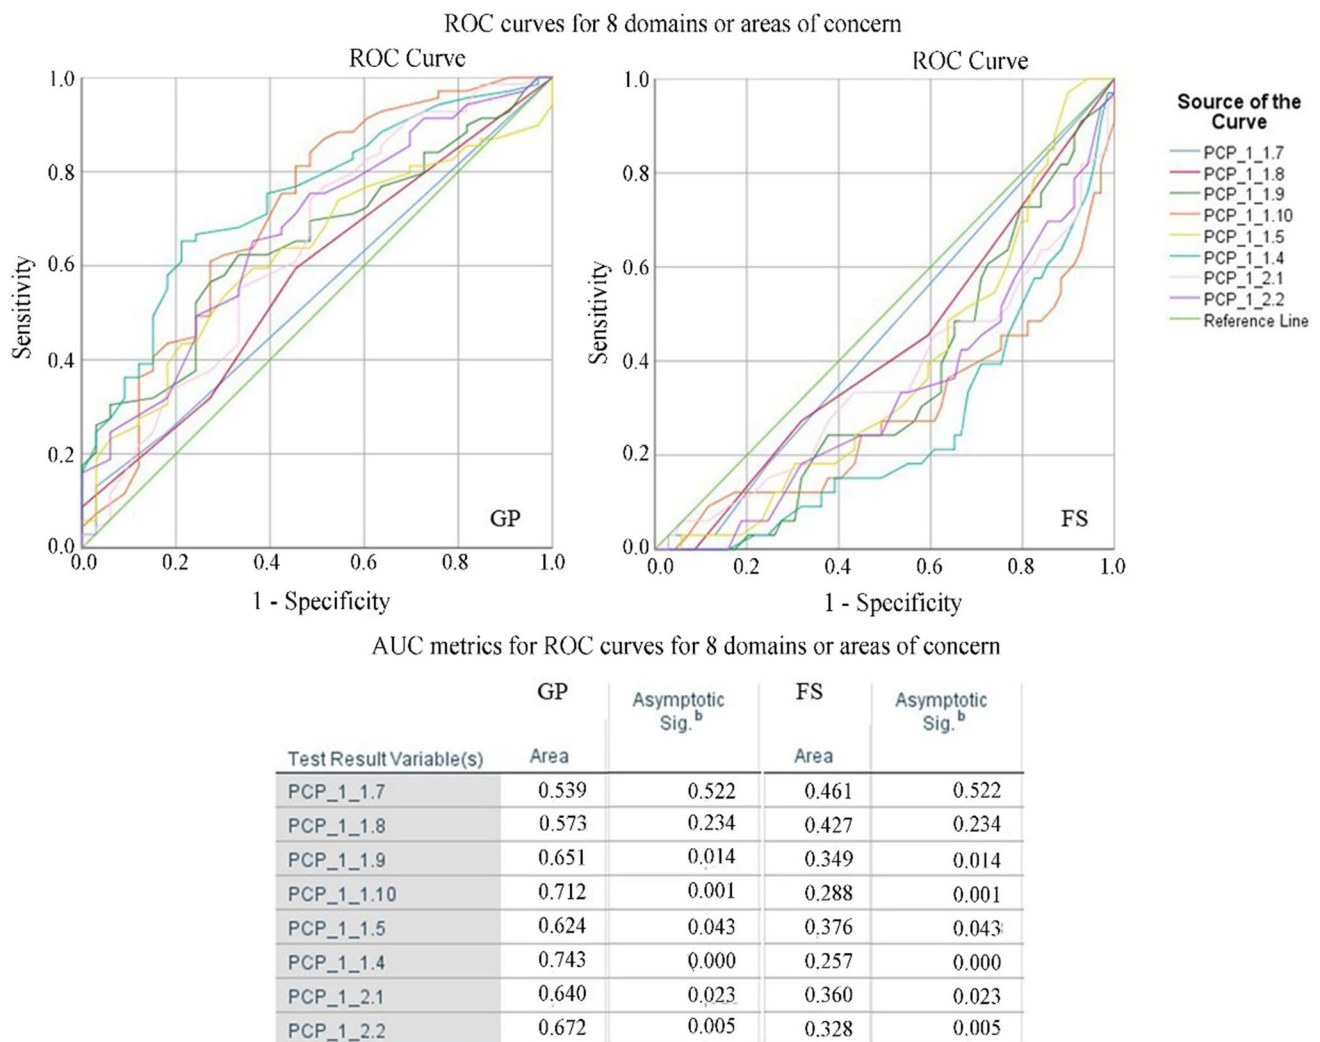 ROC curves for 8 domains or areas of concern
ROC Curve
1.0
0.8
0.6
0.4
0.2
0.0
0.0 0.2 0.4 0.6 0.8 1.0
Sensitivity
1 - Specificity
GP
ROC Curve
1.0
0.8
0.6
0.4
0.2
0.0
0.0 0.2 0.4 0.6 0.8 1.0
Sensitivity
1 - Specificity
FS
Source of the
Curve
PCP_1_1.7
PCP_1_1.8
PCP_1_1.9
PCP_1_1.10
PCP_1_1.5
PCP_1_1.4
PCP_1_2.1
PCP_1_2.2
Reference Line
AUC metrics for ROC curves for 8 domains or areas of concern
GP Asymptotic Sig.b FS Asymptotic Sig.b
Test Result Variable(s) Area Area
PCP_1_1.7 0.539 0.522 0.461 0.522
PCP_1_1.8 0.573 0.234 0.427 0.234
PCP_1_1.9 0.651 0.014 0.349 0.014
PCP_1_1.10 0.712 0.001 0.288 0.001
PCP_1_1.5 0.624 0.043 0.376 0.043
PCP_1_1.4 0.743 0.000 0.257 0.000
PCP_1_2.1 0.640 0.023 0.360 0.023
PCP_1_2.2 0.672 0.005 0.328 0.005